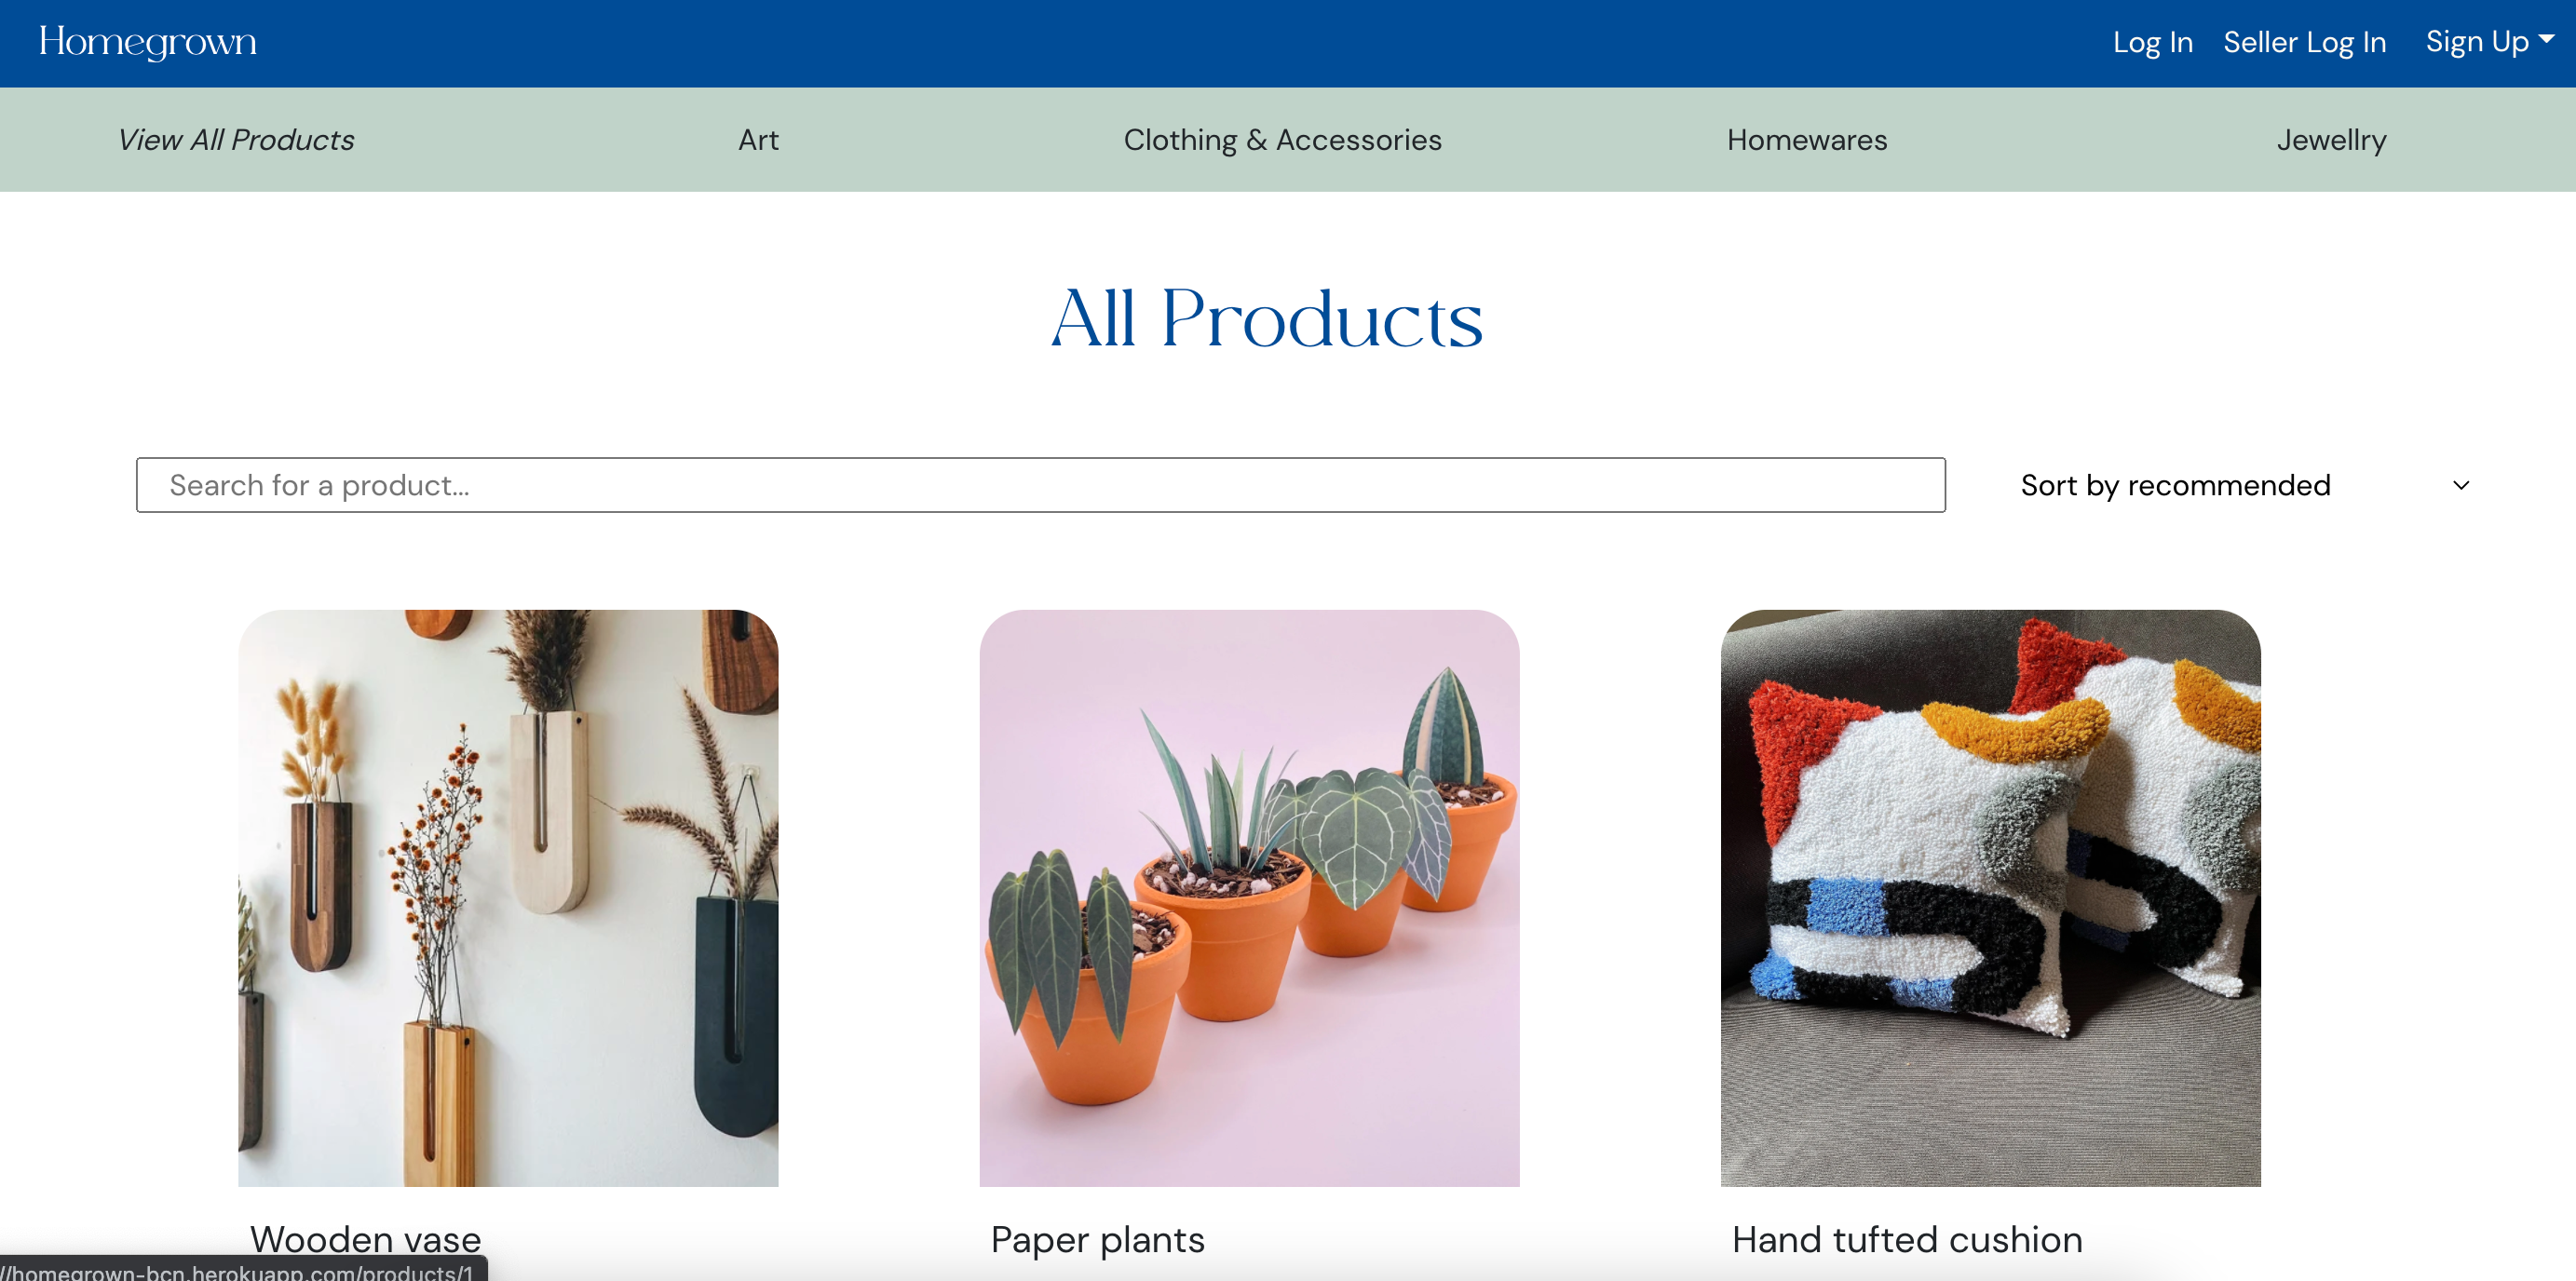 Homegrown
Log In Seller Log In Sign Up
View All Products Art Clothing & Accessories Homewares Jewellry
All Products
Search for a product...
Sort by recommended
Wooden vase Paper plants Hand tufted cushion
//homegrown-bcn.herokuapp.com/products/1